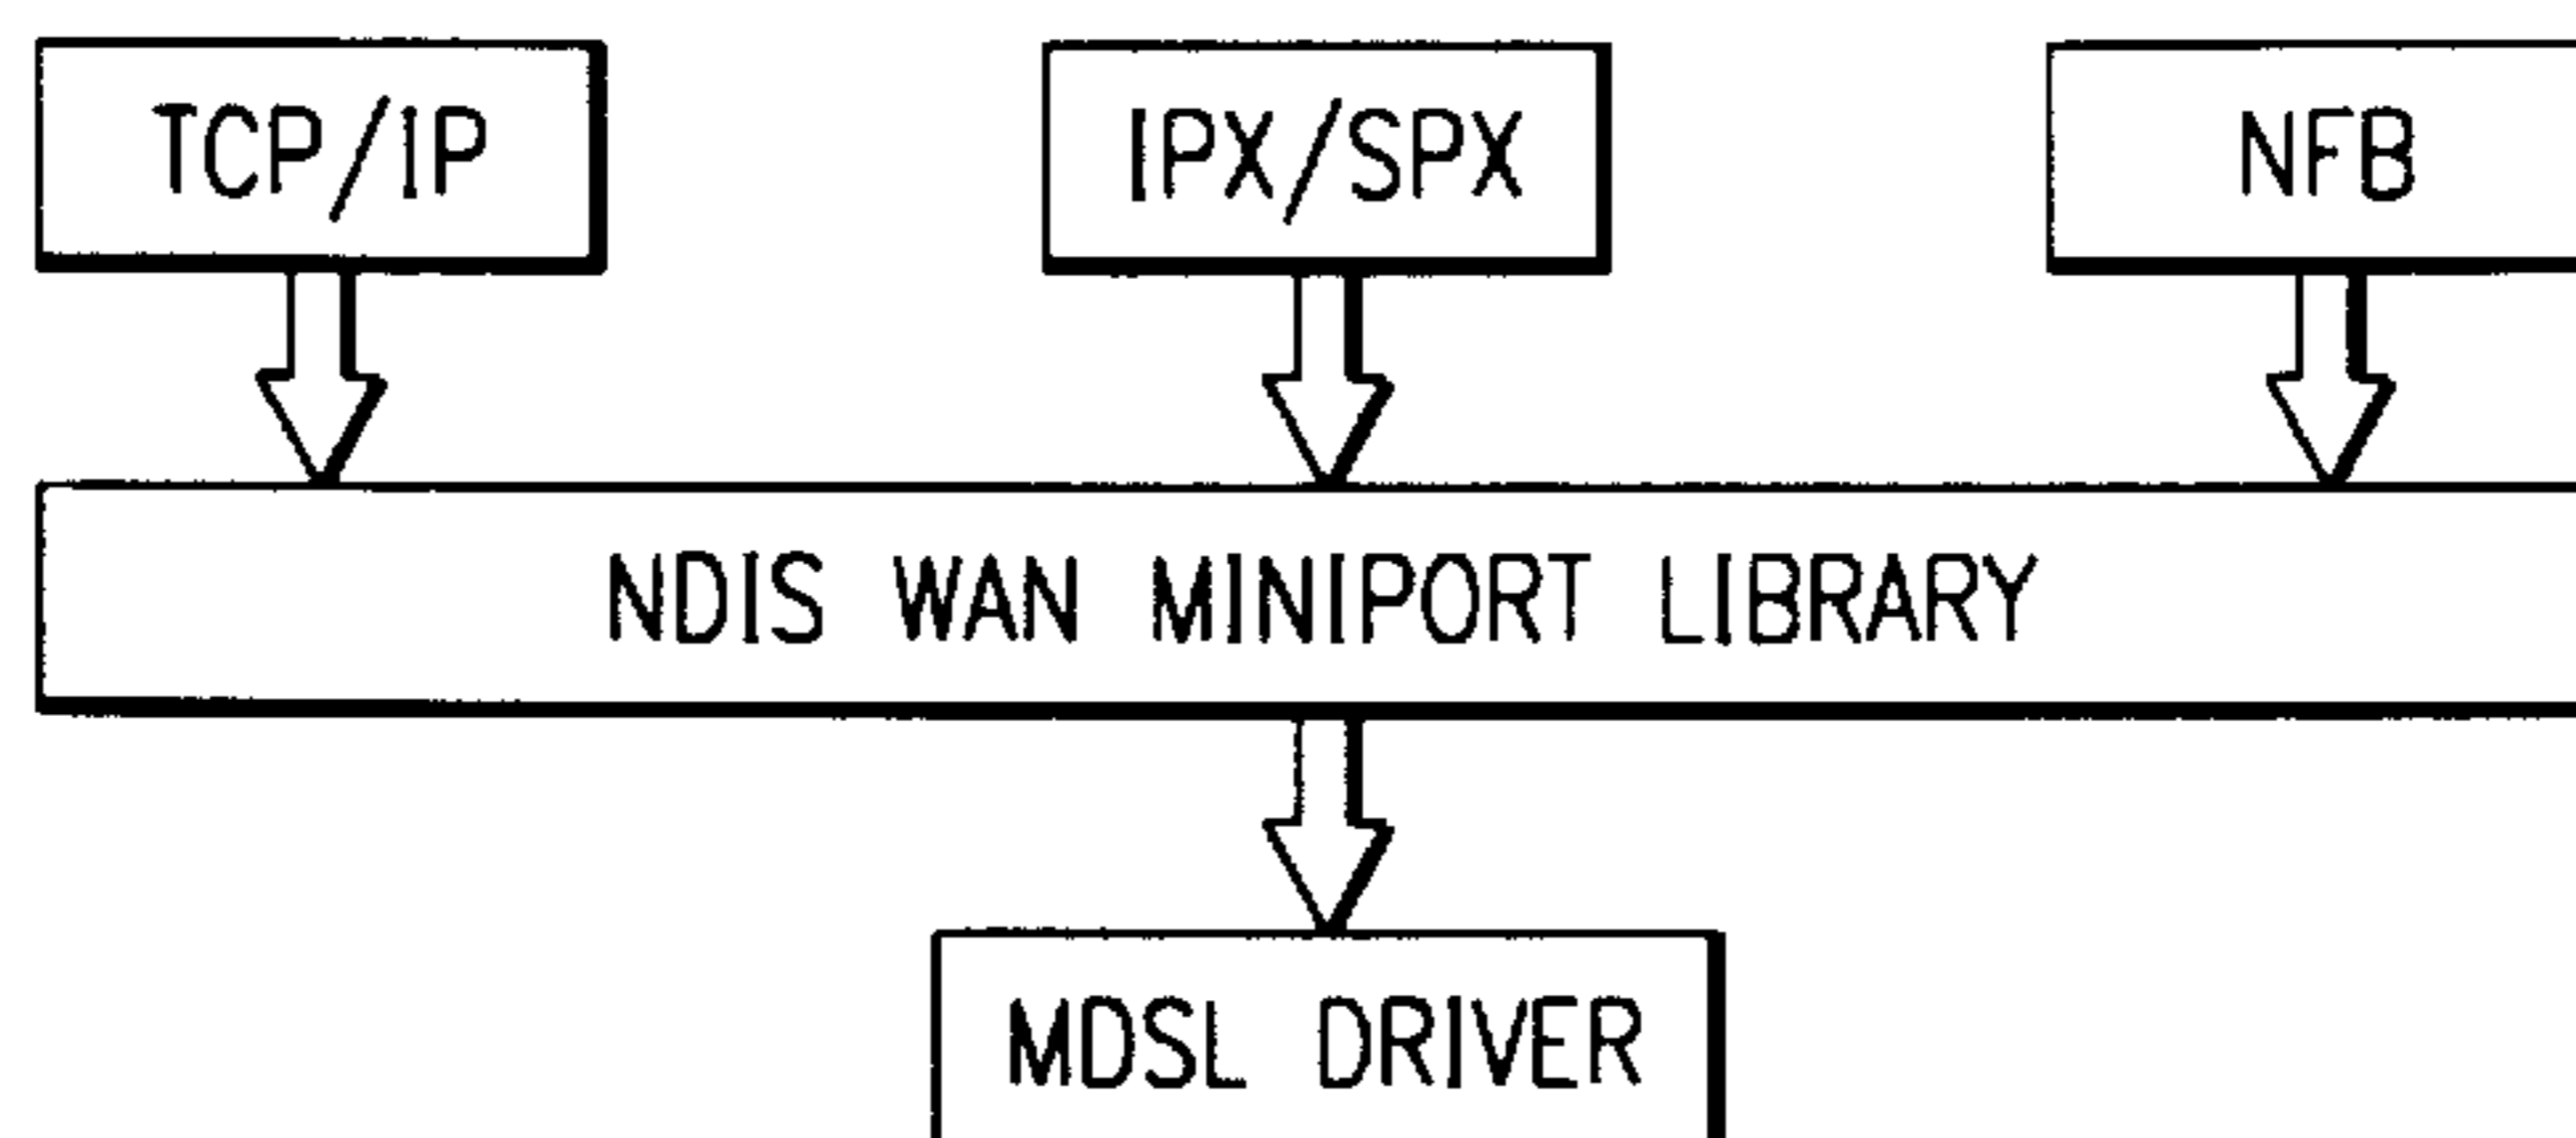 TCP/IP
IPX/SPX
NFB
NDIS WAN MINIPORT LIBRARY
MDSL DRIVER